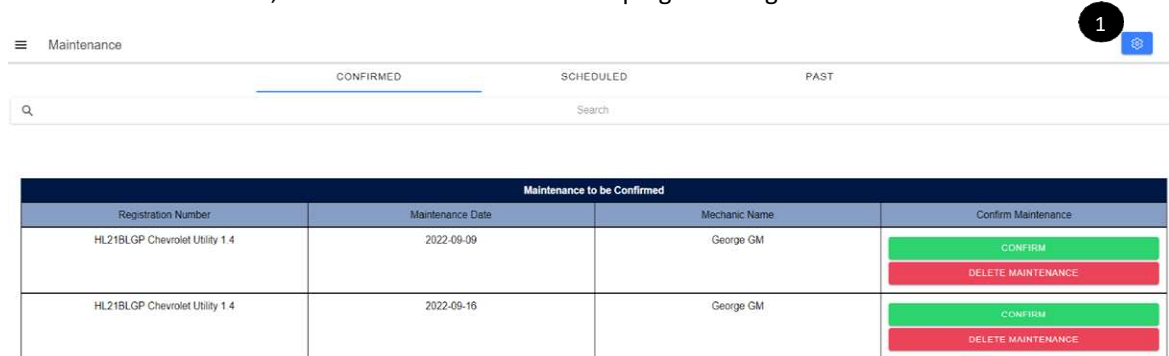 1
Maintenance
CONFIRMED SCHEDULED PAST
Search
Maintenance to be Confirmed
Registration Number Maintenance Date Mechanic Name Confirm Maintenance
HL21BLGP Chevrolet Utility 1.4 2022-09-09 George GM CONFIRM
DELETE MAINTENANCE
HL21BLGP Chevrolet Utility 1.4 2022-09-16 George GM CONFIRM
DELETE MAINTENANCE